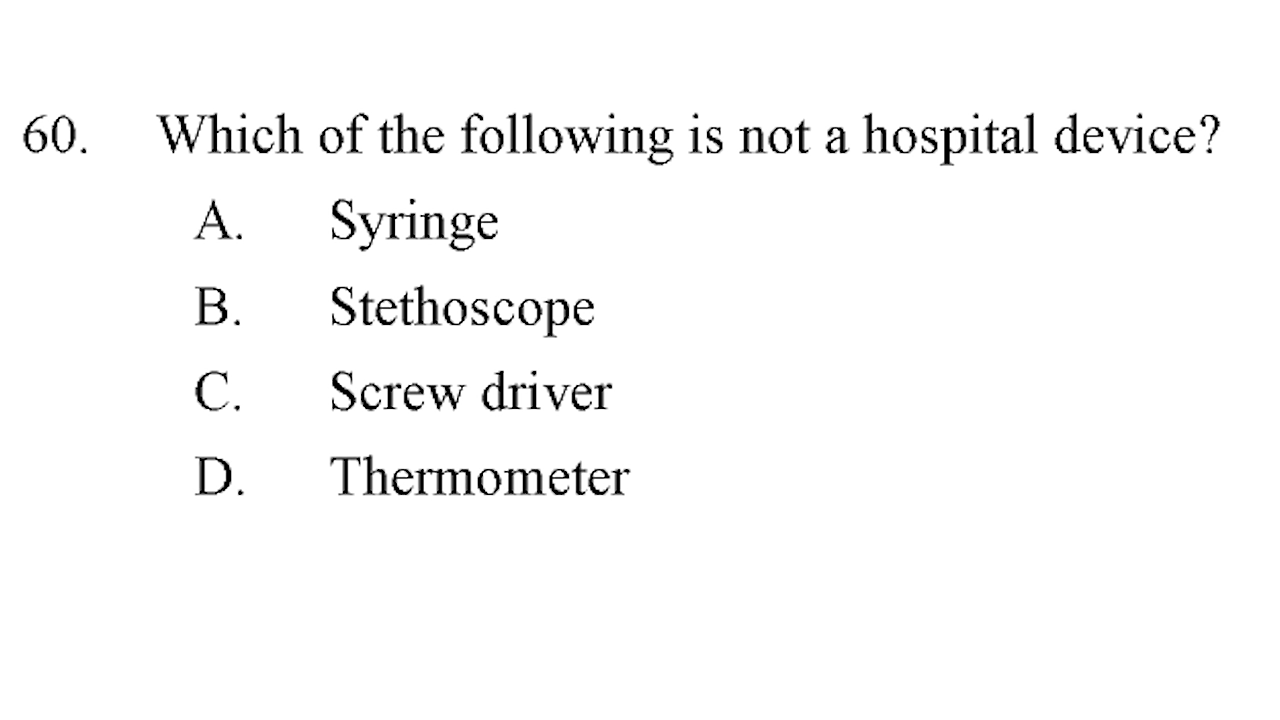 60. Which of the following is not a hospital device?
A. Syringe
B. Stethoscope
C. Screw driver
D. Thermometer